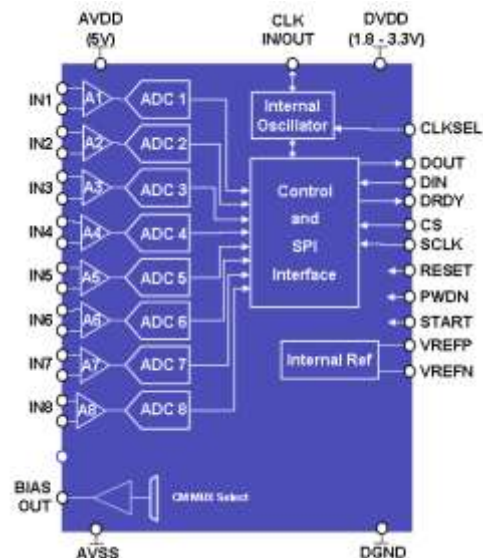 AVDD
(5V)
CLK
IN/OUT
DVDD
(1.8 - 3.3V)
IN1
A1
ADC 1
IN2
A2
ADC 2
IN3
A3
ADC 3
IN4
A4
ADC 4
IN5
A5
ADC 5
IN6
A6
ADC 6
IN7
A7
ADC 7
IN8
A8
ADC 8
Internal
Oscillator
Control
and
SPI
Interface
Internal Ref
CLKSEL
DOUT
DIN
DRDY
CS
SCLK
RESET
PWDN
START
VREFP
VREFN
BIAS
OUT
CM MUX Select
AVSS
DGND